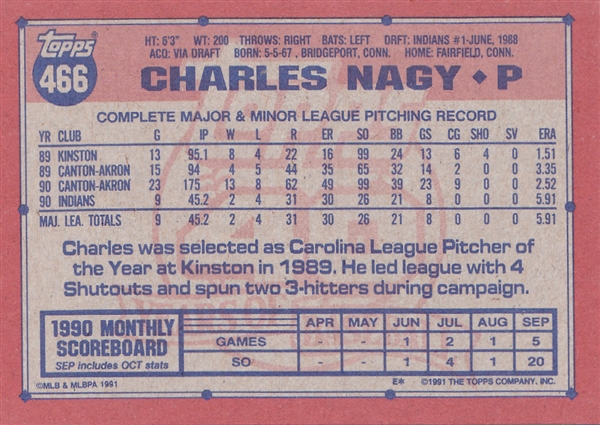 Topps
466
HT: 6'3" WT: 200 THROWS: RIGHT BATS: LEFT DRFT: INDIANS #1-JUNE, 1988
ACQ: VIA DRAFT BORN: 5-5-67, BRIDGEPORT, CONN. HOME: FAIRFIELD, CONN.
CHARLES NAGY • P
COMPLETE MAJOR & MINOR LEAGUE PITCHING RECORD
YR CLUB G IP W L R ER SO BB GS CG SHO SV ERA
89 KINSTON 13 95.1 8 4 22 16 99 24 13 6 4 0 1.51
89 CANTON-AKRON 15 94 4 5 44 35 65 32 14 2 0 0 3.35
90 CANTON-AKRON 23 175 13 8 62 49 99 39 23 9 0 0 2.52
90 INDIANS 9 45.2 2 4 31 30 26 21 8 0 0 0 5.91
MAJ. LEA. TOTALS 9 45.2 2 4 31 30 26 21 8 0 0 0 5.91
Charles was selected as Carolina League Pitcher of
the Year at Kinston in 1989. He led league with 4
Shutouts and spun two 3-hitters during campaign.
1990 MONTHLY
SCOREBOARD
SEP includes OCT stats
APR MAY JUN JUL AUG SEP
GAMES - - 1 2 1 5
SO - - 1 4 1 20
©MLB & MLBPA 1991 E* ©1991 THE TOPPS COMPANY, INC.